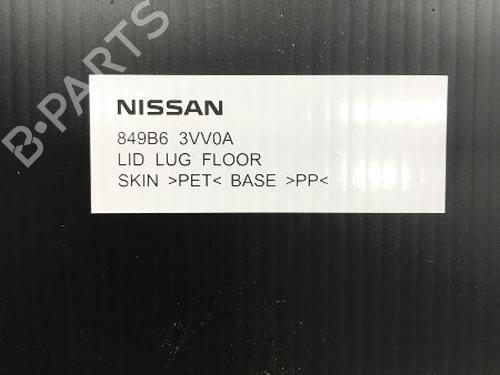 B-PARTS
NISSAN
849B6 3VV0A
LID LUG FLOOR
SKIN >PET< BASE >PP<